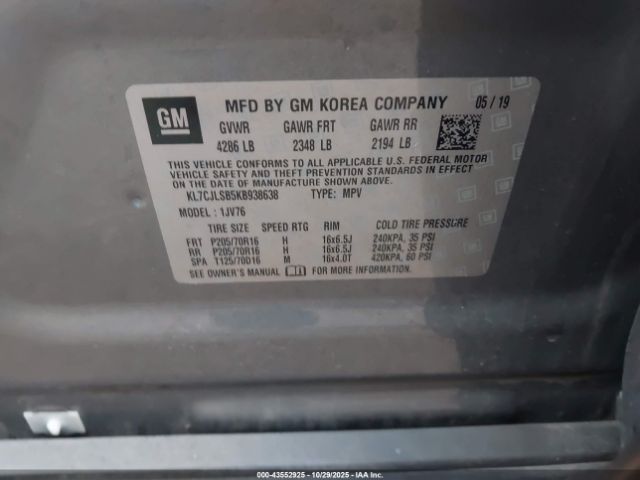 GM
MFD BY GM KOREA COMPANY 05 / 19
GVWR GAWR FRT GAWR RR
4286 LB 2348 LB 2194 LB
THIS VEHICLE CONFORMS TO ALL APPLICABLE U.S. FEDERAL MOTOR
VEHICLE SAFETY AND THEFT PREVENTION STANDARDS IN EFFECT
ON THE DATE OF MANUFACTURE SHOWN ABOVE.
KL7CJLSB5KB938638 TYPE: MPV
MODEL : 1JV76
TIRE SIZE SPEED RTG RIM COLD TIRE PRESSURE
FRT P205/70R16 H 16x6.5J 240KPA, 35 PSI
RR P205/70R16 H 16x6.5J 240KPA, 35 PSI
SPA T125/70D16 M 16x4.0T 420KPA, 60 PSI
SEE OWNER'S MANUAL FOR MORE INFORMATION.
000-43552925 - 10/29/2025 - IAA Inc.